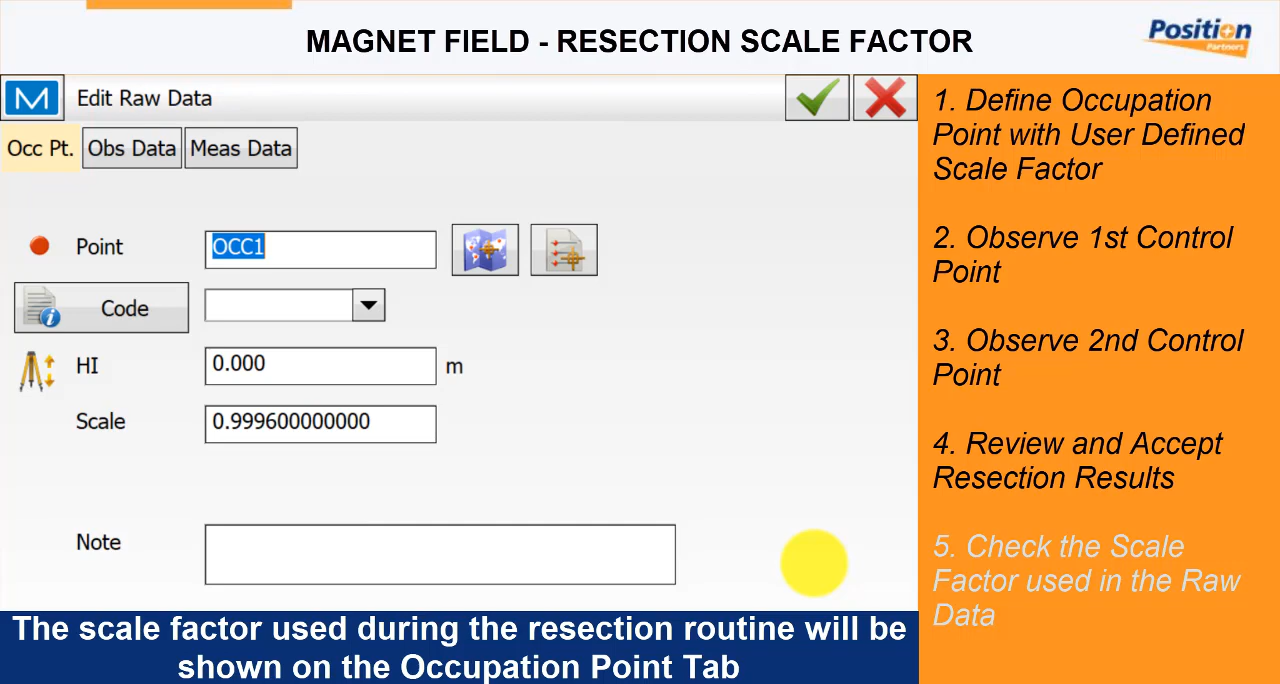 MAGNET FIELD - RESECTION SCALE FACTOR
Position
Partners
Edit Raw Data
Occ Pt.
Obs Data
Meas Data
Point
OCC1
Code
HI
0.000
m
Scale
0.999600000000
Note
The scale factor used during the resection routine will be
shown on the Occupation Point Tab
1. Define Occupation
Point with User Defined
Scale Factor
2. Observe 1st Control
Point
3. Observe 2nd Control
Point
4. Review and Accept
Resection Results
5. Check the Scale
Factor used in the Raw
Data